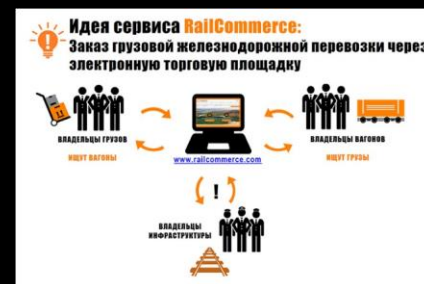 Идея сервиса RailCommerce:
Заказ грузовой железнодорожной перевозки через
электронную торговую площадку
ВЛАДЕЛЬЦЫ ГРУЗОВ
ИЩУТ ВАГОНЫ
www.railcommerce.com
ВЛАДЕЛЬЦЫ ВАГОНОВ
ИЩУТ ГРУЗЫ
!
ВЛАДЕЛЬЦЫ
ИНФРАСТРУКТУРЫ